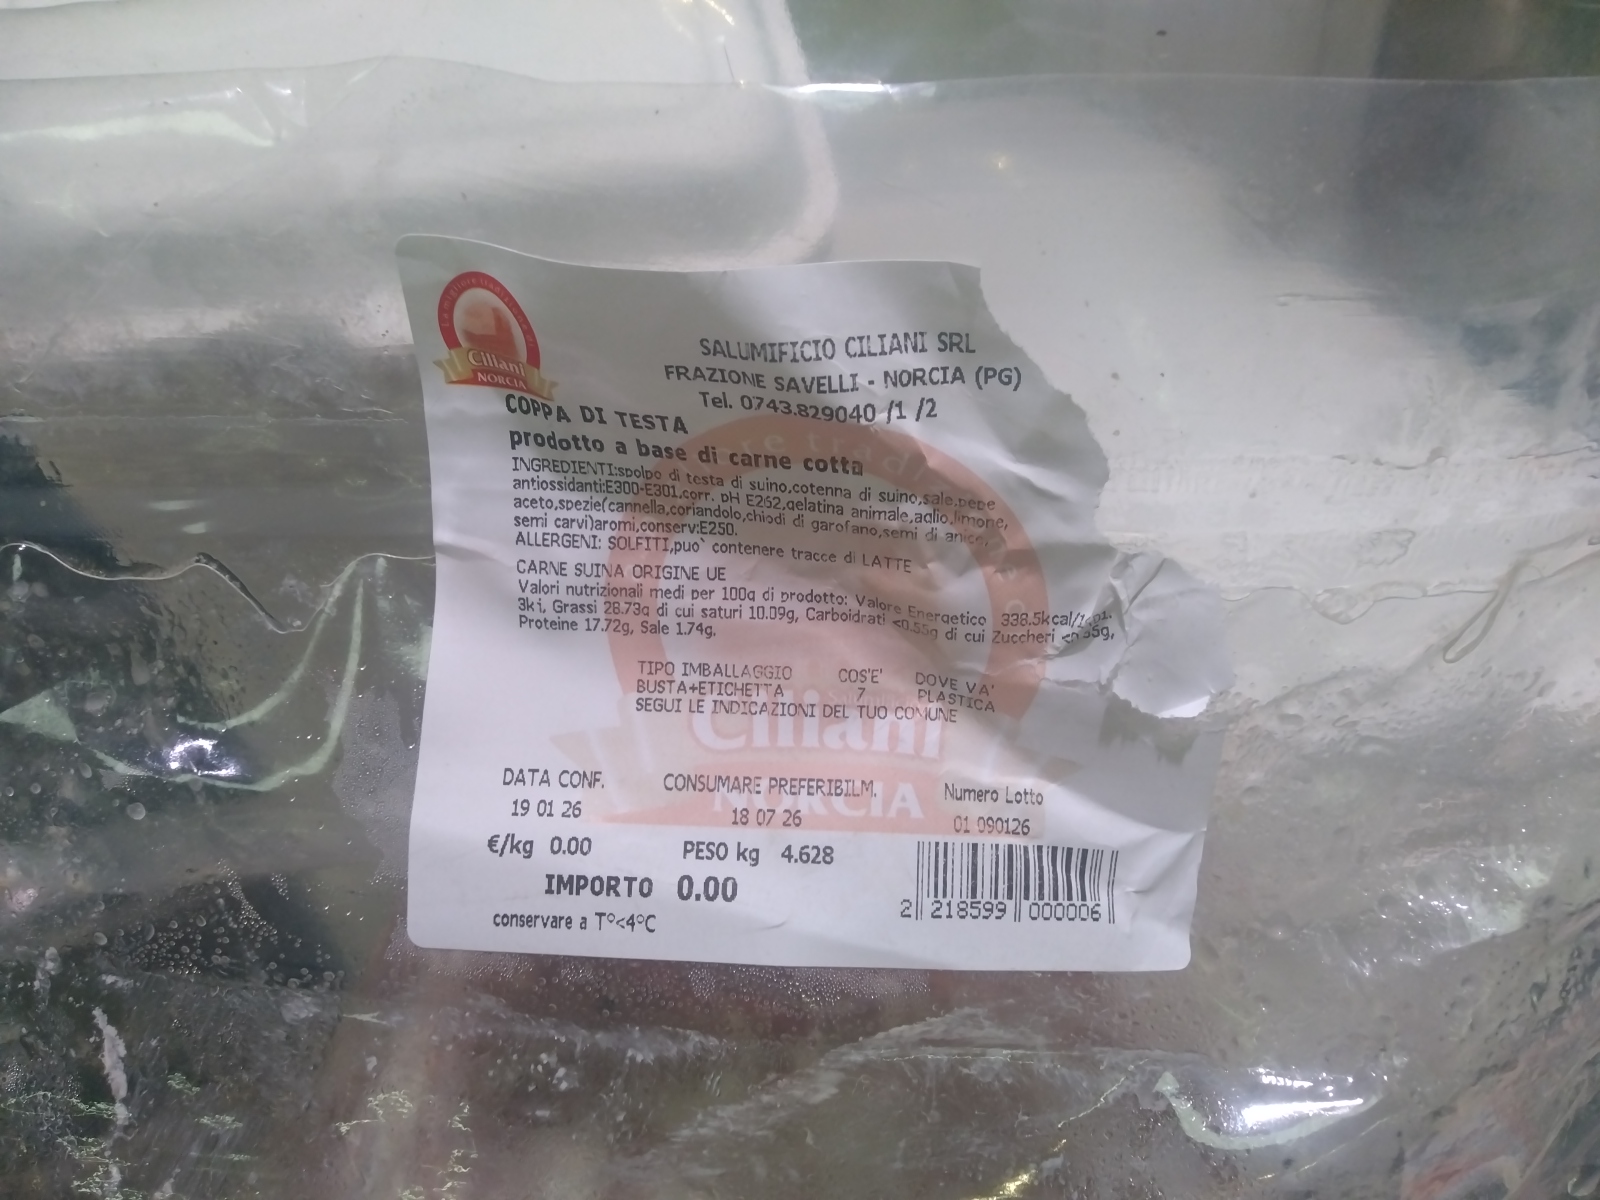 Ciliani
NORCIA
SALUMIFICIO CILIANI SRL
FRAZIONE SAVELLI - NORCIA (PG)
Tel. 0743.829040 /1 /2
COPPA DI TESTA
prodotto a base di carne cotta
INGREDIENTI:spolpo di testa di suino,cotenna di suino,sale,pepe
antiossidanti:E300-E301,corr. pH E262,gelatina animale,aglio,limone,
aceto,spezie(cannella,coriandolo,chiodi di garofano,semi di anice,
semi carvi)aromi,conserv:E250.
ALLERGENI: SOLFITI,puo` contenere tracce di LATTE
CARNE SUINA ORIGINE UE
Valori nutrizionali medi per 100g di prodotto: Valore Energetico 338.5kcal/
3kj, Grassi 28.73g di cui saturi 10.09g, Carboidrati <0.55g di cui Zuccheri
Proteine 17.72g, Sale 1.74g.
TIPO IMBALLAGGIO COS'E' DOVE VA'
BUSTA+ETICHETTA 7 PLASTICA
SEGUI LE INDICAZIONI DEL TUO COMUNE
Ciliani
NORCIA
DATA CONF. CONSUMARE PREFERIBILM. Numero Lotto
19 01 26 18 07 26 01 090126
€/kg 0.00 PESO kg 4.628
IMPORTO 0.00
conservare a T°<4°C
2 218599 000006